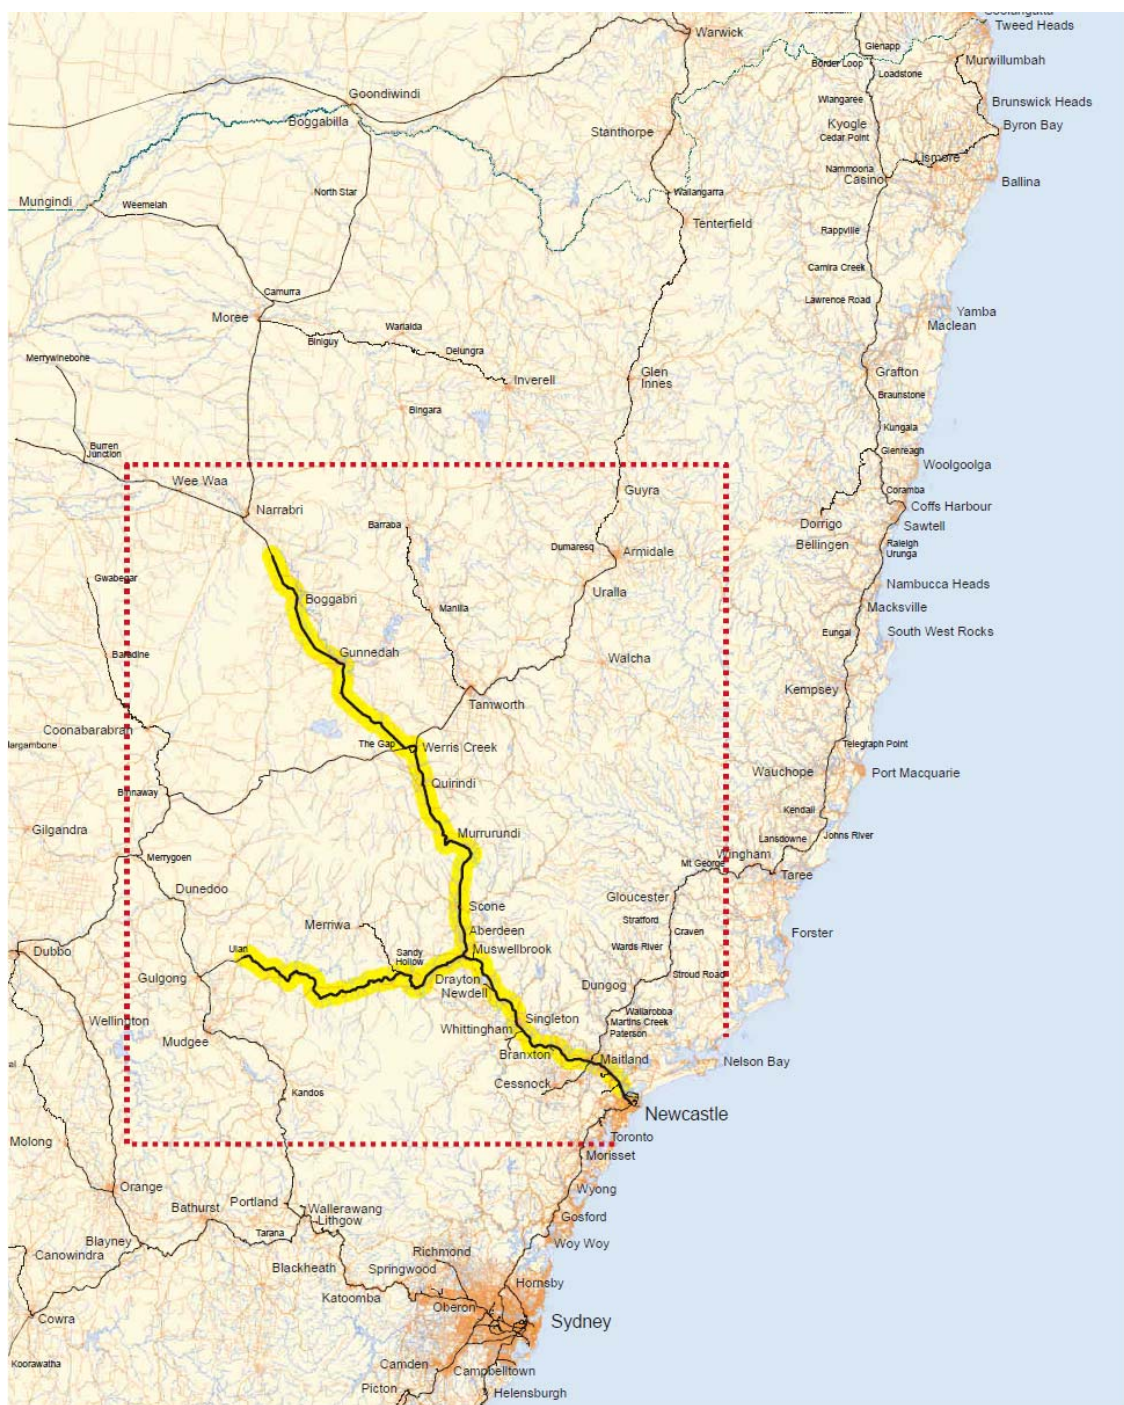 Coolangatta
Tweed Heads
Warwick
Glenapp
Border Loop
Loadstone
Murwillumbah
Goondiwindi
Wiangaree
Brunswick Heads
Boggabilla
Stanthorpe
Kyogle
Cedar Point
Byron Bay
Lismore
Nammoona
Casino
Ballina
Mungindi
Weemelah
North Star
Wallangarra
Tenterfield
Rappville
Camira Creek
Camurra
Lawrence Road
Moree
Yamba
Maclean
Biniguy
Warialda
Delungra
Merrywinebone
Inverell
Glen
Innes
Grafton
Braunstone
Bingara
Kungala
Burren
Junction
Glenreagh
Woolgoolga
Wee Waa
Guyra
Coramba
Coffs Harbour
Narrabri
Barraba
Dorrigo
Sawtell
Dumaresq
Armidale
Bellingen
Raleigh
Urunga
Gwabegar
Boggabri
Uralla
Nambucca Heads
Manilla
Macksville
Eungai
South West Rocks
Baradine
Gunnedah
Walcha
Kempsey
Tamworth
Coonabarabran
The Gap
Werris Creek
Telegraph Point
Wauchope
Port Macquarie
Quirindi
Binnaway
Kendall
Gilgandra
Murrurundi
Lansdowne
Johns River
Merrygoen
Wingham
Mt George
Taree
Dunedoo
Gloucester
Scone
Stratford
Merriwa
Aberdeen
Craven
Forster
Ulan
Sandy
Hollow
Muswellbrook
Wards River
Dubbo
Gulgong
Drayton
Newdell
Stroud Road
Dungog
Wellington
Singleton
Wallarobba
Martins Creek
Paterson
Whittingham
Mudgee
Branxton
Maitland
Nelson Bay
Cessnock
Kandos
Newcastle
Molong
Toronto
Morisset
Orange
Wyong
Bathurst
Portland
Wallerawang
Lithgow
Gosford
Tarana
Blayney
Woy Woy
Canowindra
Richmond
Blackheath
Springwood
Hornsby
Katoomba
Oberon
Cowra
Sydney
Koorawatha
Camden
Campbelltown
Picton
Helensburgh